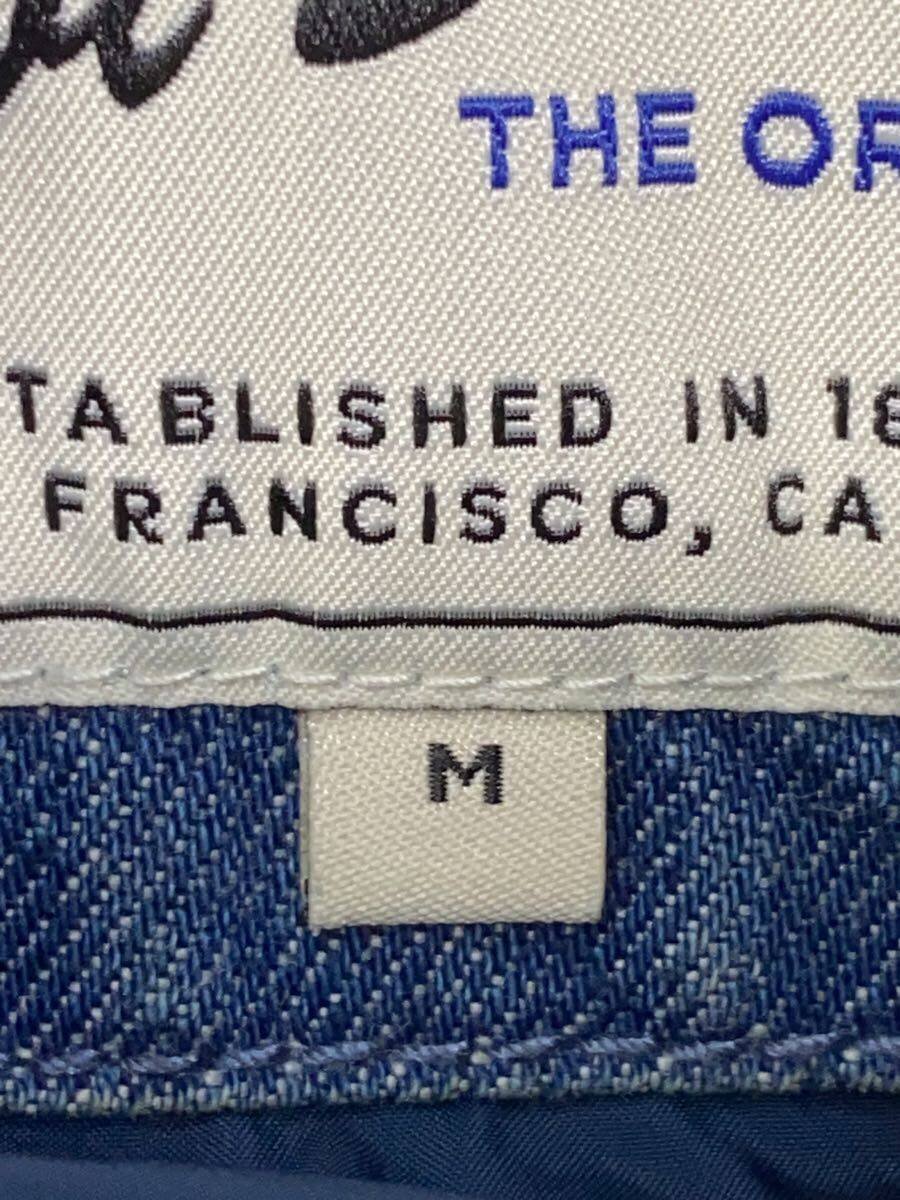 THE OR
TABLISHED IN 18
FRANCISCO, CA
M